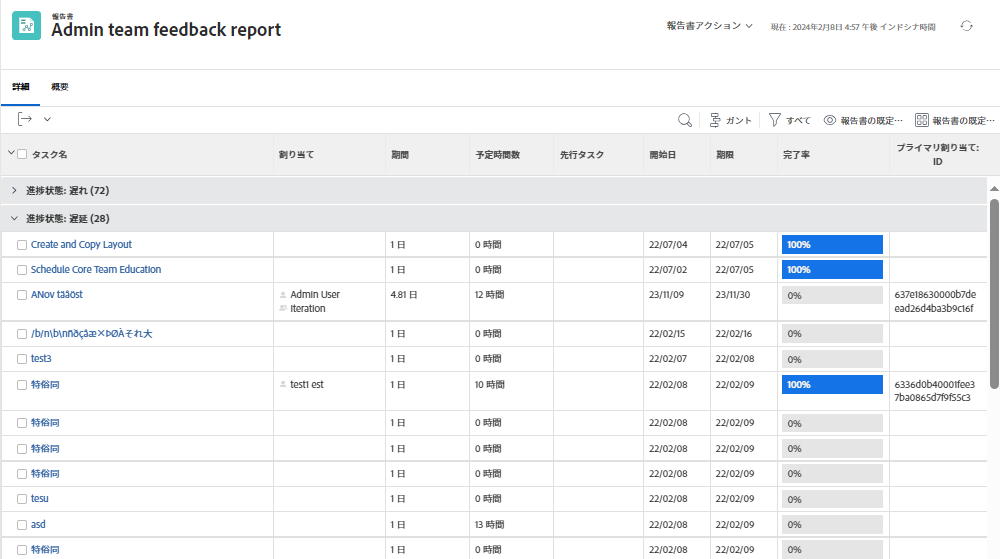 報告書
Admin team feedback report
報告書アクション
現在 : 2024年2月8日 4:57 午後 インドシナ時間
詳細 概要
ガント すべて 報告書の既定… 報告書の既定…
タスク名 割り当て 期間 予定時間数 先行タスク 開始日 期限 完了率 プライマリ割り当て: ID
進捗状態: 遅れ (72)
進捗状態: 遅延 (28)
Create and Copy Layout 1 日 0 時間 22/07/04 22/07/05 100%
Schedule Core Team Education 1 日 0 時間 22/07/02 22/07/05 100%
ANov täåöst Admin User 4.81 日 12 時間 23/11/09 23/11/30 0% 637e18630000b7de
Iteration ead26d4ba3b9c16f
/b/n\b\nñðçåæ×ÞØÀそれ大 1 日 0 時間 22/02/15 22/02/16 0%
test3 1 日 0 時間 22/02/07 22/02/08 0%
特俗同 test1 est 1 日 10 時間 22/02/08 22/02/09 100% 6336d0b40001fee3
7ba0865d7f9f55c3
特俗同 1 日 0 時間 22/02/08 22/02/09 0%
特俗同 1 日 0 時間 22/02/08 22/02/09 0%
特俗同 1 日 0 時間 22/02/08 22/02/09 0%
tesu 1 日 0 時間 22/02/08 22/02/09 0%
asd 1 日 13 時間 22/02/08 22/02/09 0%
特俗同 1 日 0 時間 22/02/08 22/02/09 0%